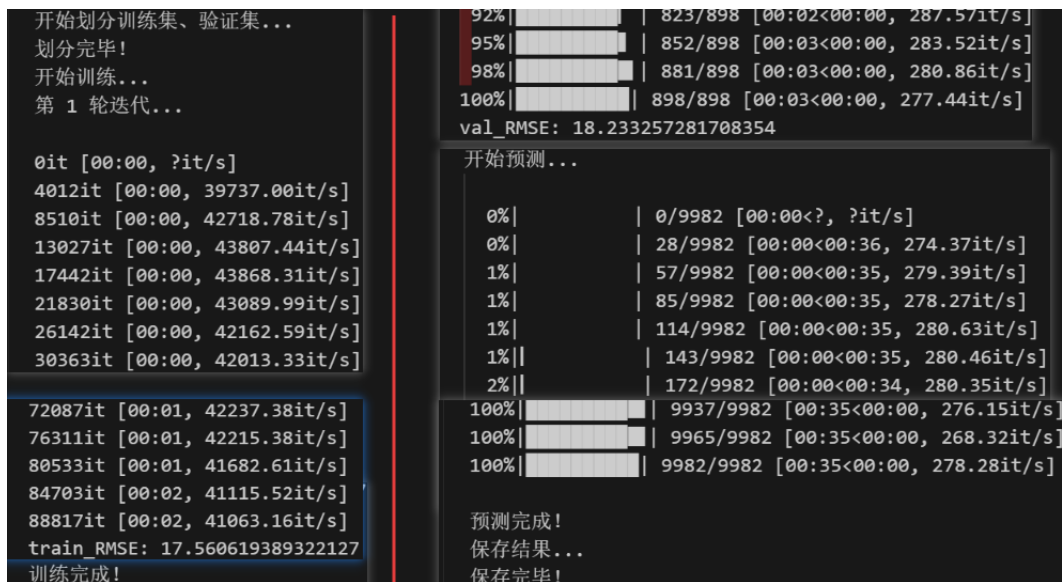 开始划分训练集、验证集...
划分完毕!
开始训练...
第 1 轮迭代...
0it [00:00, ?it/s]
4012it [00:00, 39737.00it/s]
8510it [00:00, 42718.78it/s]
13027it [00:00, 43807.44it/s]
17442it [00:00, 43868.31it/s]
21830it [00:00, 43089.99it/s]
26142it [00:00, 42162.59it/s]
30363it [00:00, 42013.33it/s]
72087it [00:01, 42237.38it/s]
76311it [00:01, 42215.38it/s]
80533it [00:01, 41682.61it/s]
84703it [00:02, 41115.52it/s]
88817it [00:02, 41063.16it/s]
train_RMSE: 17.560619389322127
训练完成!
92%| | 823/898 [00:02<00:00, 287.57it/s]
95%| | 852/898 [00:03<00:00, 283.52it/s]
98%| | 881/898 [00:03<00:00, 280.86it/s]
100%| | 898/898 [00:03<00:00, 277.44it/s]
val_RMSE: 18.233257281708354
开始预测...
0%| | 0/9982 [00:00<?, ?it/s]
0%| | 28/9982 [00:00<00:36, 274.37it/s]
1%| | 57/9982 [00:00<00:35, 279.39it/s]
1%| | 85/9982 [00:00<00:35, 278.27it/s]
1%| | 114/9982 [00:00<00:35, 280.63it/s]
1%| | 143/9982 [00:00<00:35, 280.46it/s]
2%| | 172/9982 [00:00<00:34, 280.35it/s]
100%| | 9937/9982 [00:35<00:00, 276.15it/s]
100%| | 9965/9982 [00:35<00:00, 268.32it/s]
100%| | 9982/9982 [00:35<00:00, 278.28it/s]
预测完成!
保存结果...
保存完毕!